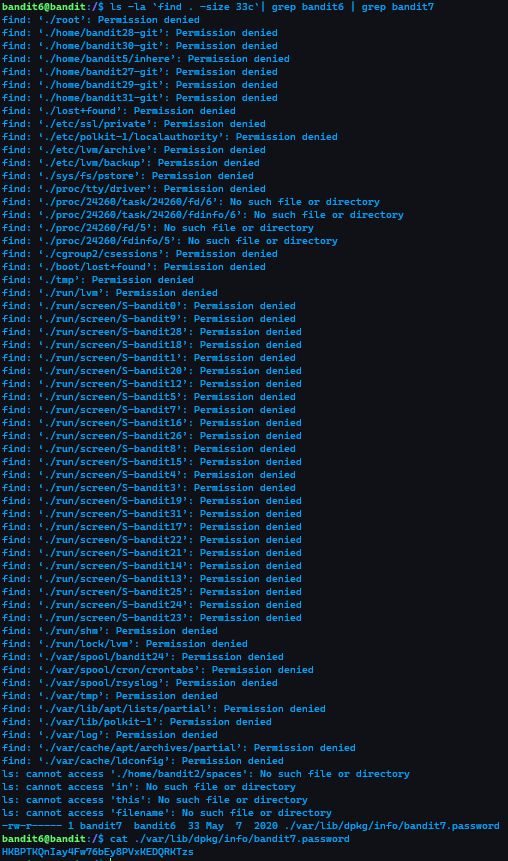 bandit6@bandit:/$ ls -la `find . -size 33c`| grep bandit6 | grep bandit7
find: ‘./root’: Permission denied
find: ‘./home/bandit28-git’: Permission denied
find: ‘./home/bandit30-git’: Permission denied
find: ‘./home/bandit5/inhere’: Permission denied
find: ‘./home/bandit27-git’: Permission denied
find: ‘./home/bandit29-git’: Permission denied
find: ‘./home/bandit31-git’: Permission denied
find: ‘./lost+found’: Permission denied
find: ‘./etc/ssl/private’: Permission denied
find: ‘./etc/polkit-1/localauthority’: Permission denied
find: ‘./etc/lvm/archive’: Permission denied
find: ‘./etc/lvm/backup’: Permission denied
find: ‘./sys/fs/pstore’: Permission denied
find: ‘./proc/tty/driver’: Permission denied
find: ‘./proc/24260/task/24260/fd/6’: No such file or directory
find: ‘./proc/24260/task/24260/fdinfo/6’: No such file or directory
find: ‘./proc/24260/fd/5’: No such file or directory
find: ‘./proc/24260/fdinfo/5’: No such file or directory
find: ‘./cgroup2/csessions’: Permission denied
find: ‘./boot/lost+found’: Permission denied
find: ‘./tmp’: Permission denied
find: ‘./run/lvm’: Permission denied
find: ‘./run/screen/S-bandit0’: Permission denied
find: ‘./run/screen/S-bandit9’: Permission denied
find: ‘./run/screen/S-bandit28’: Permission denied
find: ‘./run/screen/S-bandit18’: Permission denied
find: ‘./run/screen/S-bandit1’: Permission denied
find: ‘./run/screen/S-bandit20’: Permission denied
find: ‘./run/screen/S-bandit12’: Permission denied
find: ‘./run/screen/S-bandit5’: Permission denied
find: ‘./run/screen/S-bandit7’: Permission denied
find: ‘./run/screen/S-bandit16’: Permission denied
find: ‘./run/screen/S-bandit26’: Permission denied
find: ‘./run/screen/S-bandit8’: Permission denied
find: ‘./run/screen/S-bandit15’: Permission denied
find: ‘./run/screen/S-bandit4’: Permission denied
find: ‘./run/screen/S-bandit3’: Permission denied
find: ‘./run/screen/S-bandit19’: Permission denied
find: ‘./run/screen/S-bandit31’: Permission denied
find: ‘./run/screen/S-bandit17’: Permission denied
find: ‘./run/screen/S-bandit22’: Permission denied
find: ‘./run/screen/S-bandit21’: Permission denied
find: ‘./run/screen/S-bandit14’: Permission denied
find: ‘./run/screen/S-bandit13’: Permission denied
find: ‘./run/screen/S-bandit25’: Permission denied
find: ‘./run/screen/S-bandit24’: Permission denied
find: ‘./run/screen/S-bandit23’: Permission denied
find: ‘./run/shm’: Permission denied
find: ‘./run/lock/lvm’: Permission denied
find: ‘./var/spool/bandit24’: Permission denied
find: ‘./var/spool/cron/crontabs’: Permission denied
find: ‘./var/spool/rsyslog’: Permission denied
find: ‘./var/tmp’: Permission denied
find: ‘./var/lib/apt/lists/partial’: Permission denied
find: ‘./var/lib/polkit-1’: Permission denied
find: ‘./var/log’: Permission denied
find: ‘./var/cache/apt/archives/partial’: Permission denied
find: ‘./var/cache/ldconfig’: Permission denied
ls: cannot access './home/bandit2/spaces': No such file or directory
ls: cannot access 'in': No such file or directory
ls: cannot access 'this': No such file or directory
ls: cannot access 'filename': No such file or directory
-rw-r----- 1 bandit7  bandit6  33 May  7  2020 ./var/lib/dpkg/info/bandit7.password
bandit6@bandit:/$ cat ./var/lib/dpkg/info/bandit7.password
HKBPTKQnIay4Fw76bEy8PVxKEDQRKTzs